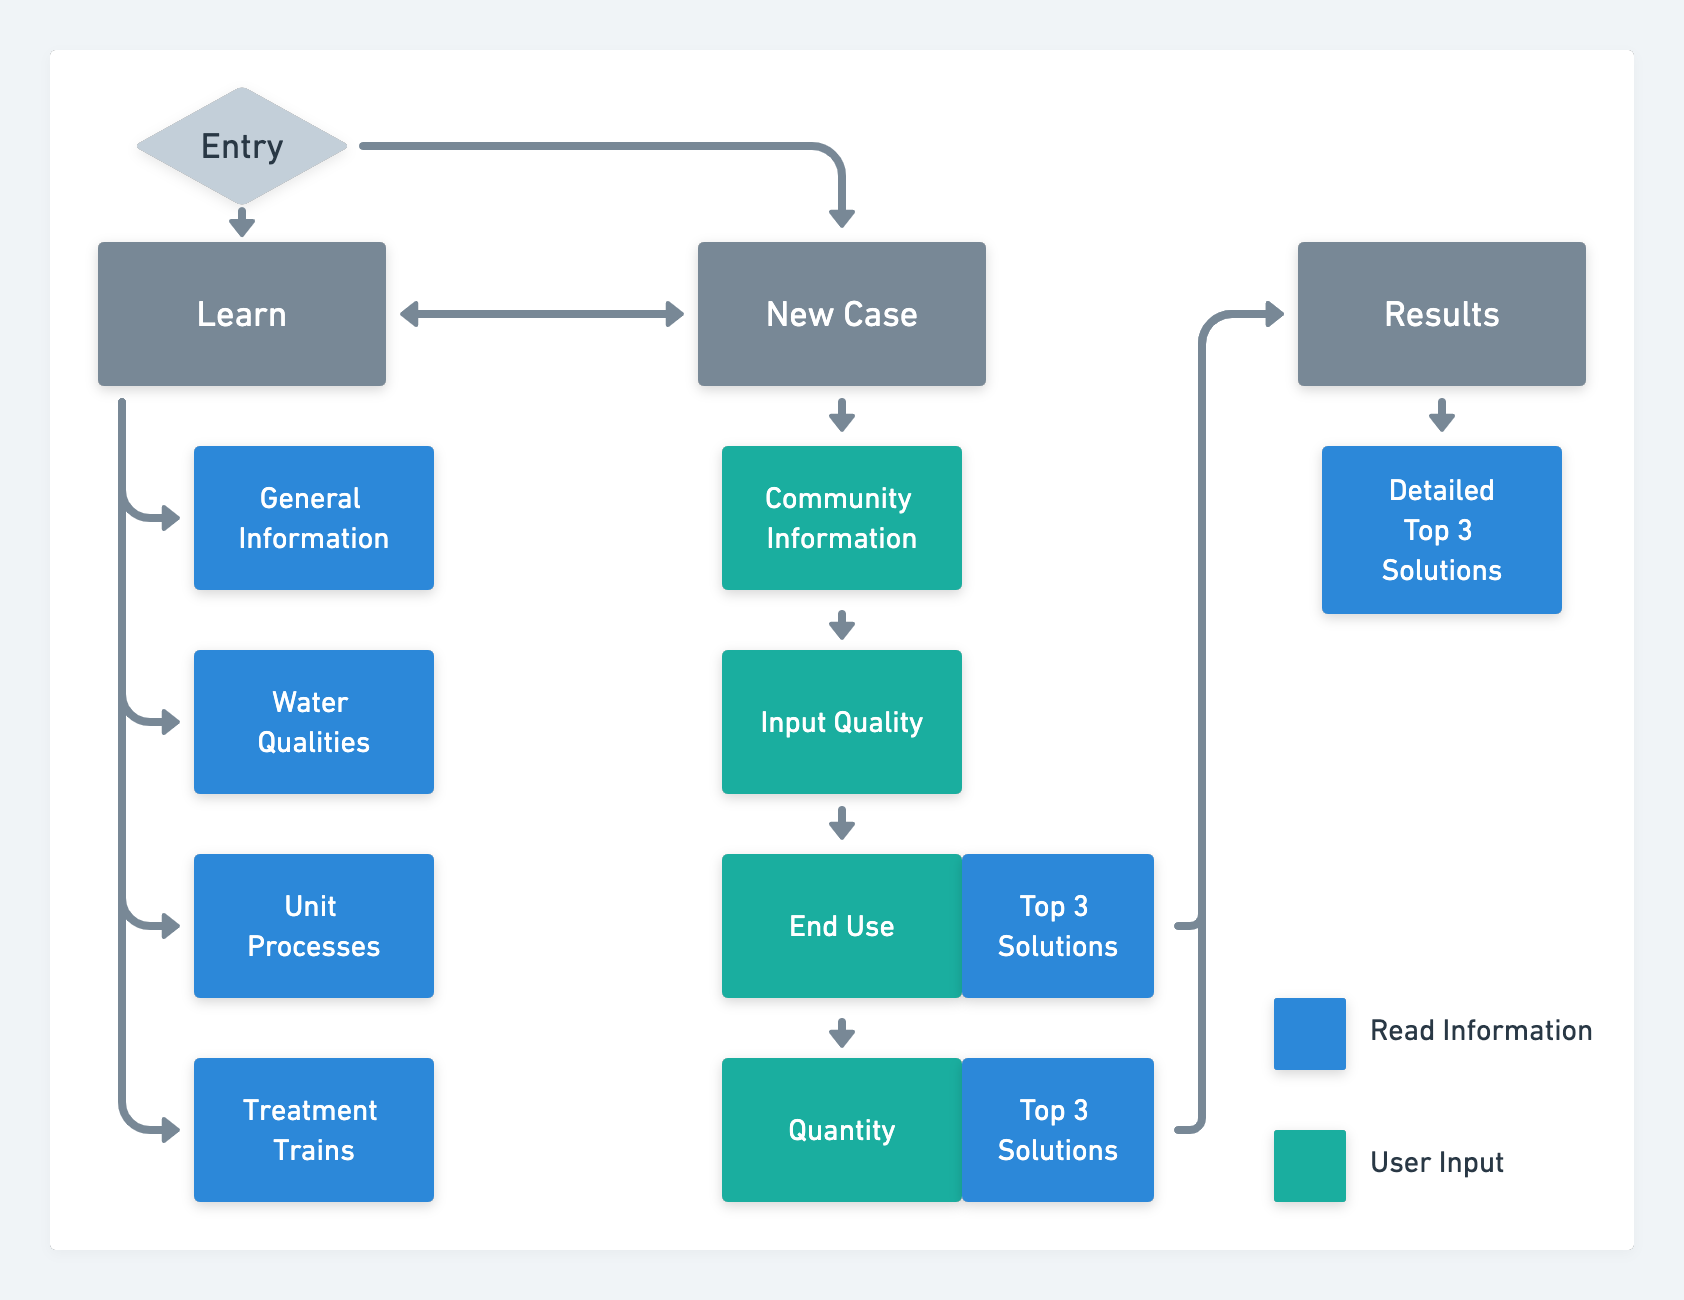 Entry
Learn
New Case
Results
General
Information
Water
Qualities
Unit
Processes
Treatment
Trains
Community
Information
Input Quality
End Use
Top 3
Solutions
Quantity
Top 3
Solutions
Detailed
Top 3
Solutions
Read Information
User Input